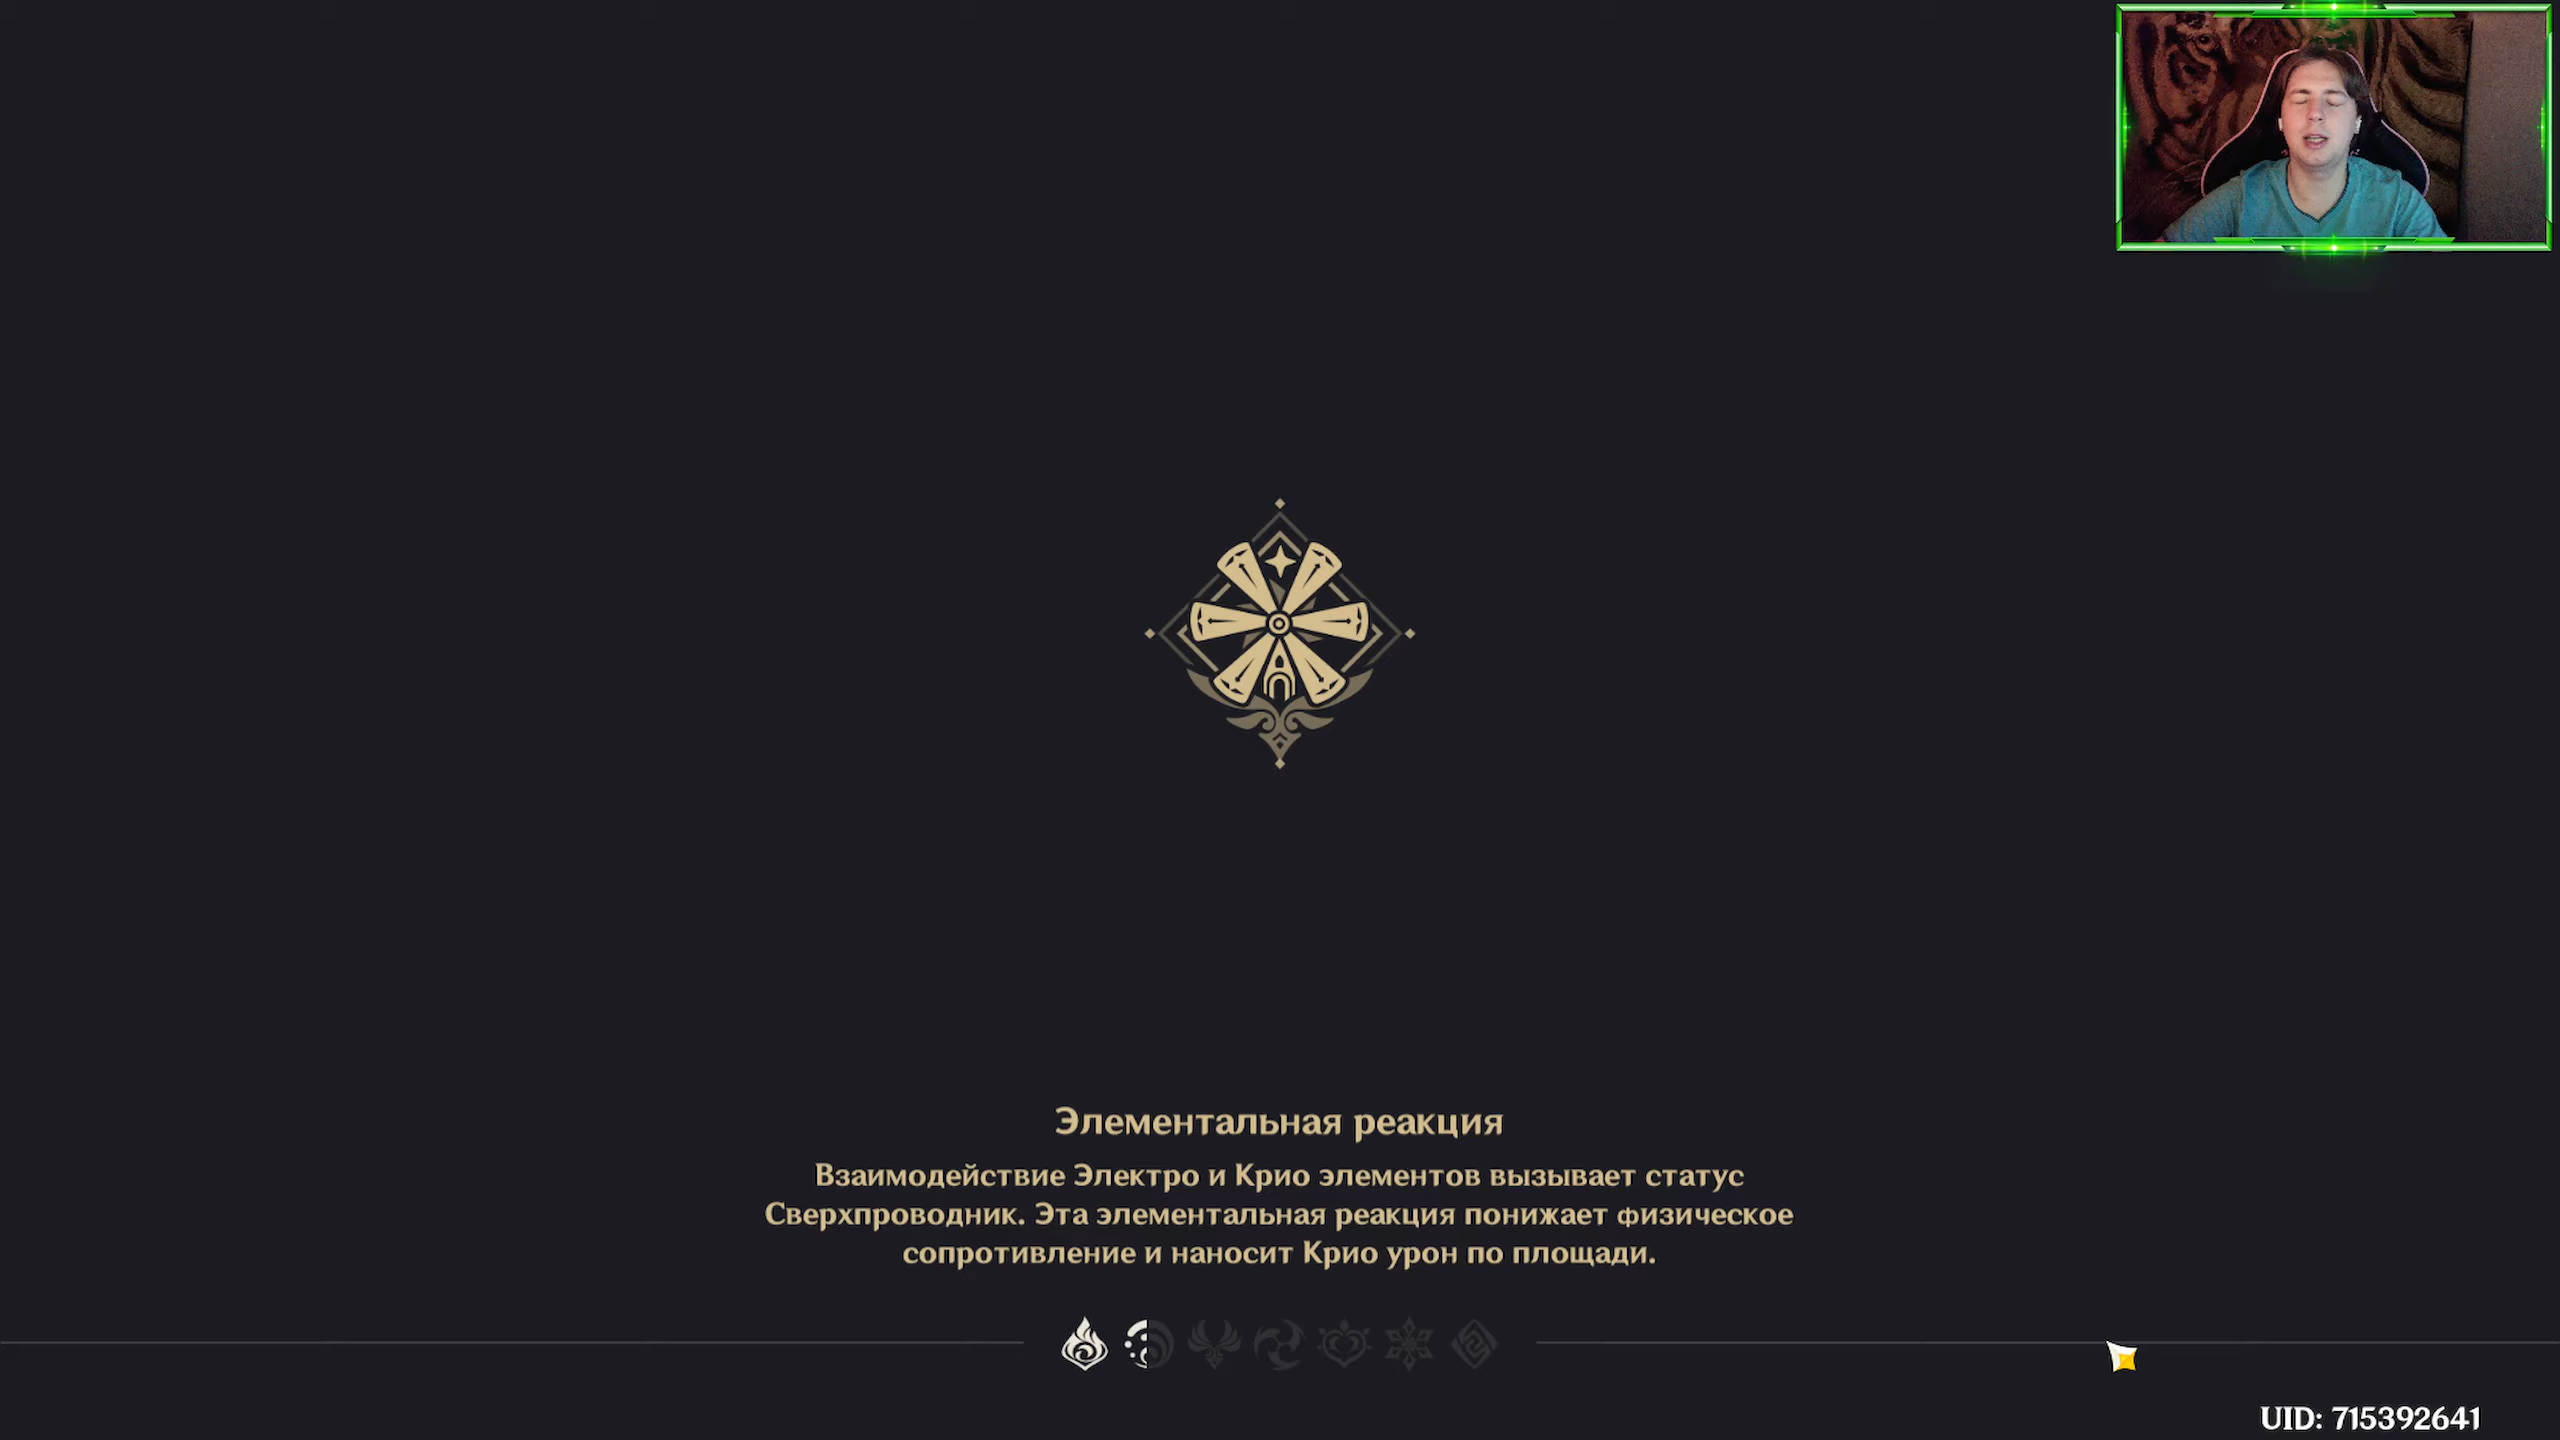 Элементальная реакция
Взаимодействие Электро и Крио элементов вызывает статус
Сверхпроводник. Эта элементальная реакция понижает физическое
сопротивление и наносит Крио урон по площади.
UID: 715392641